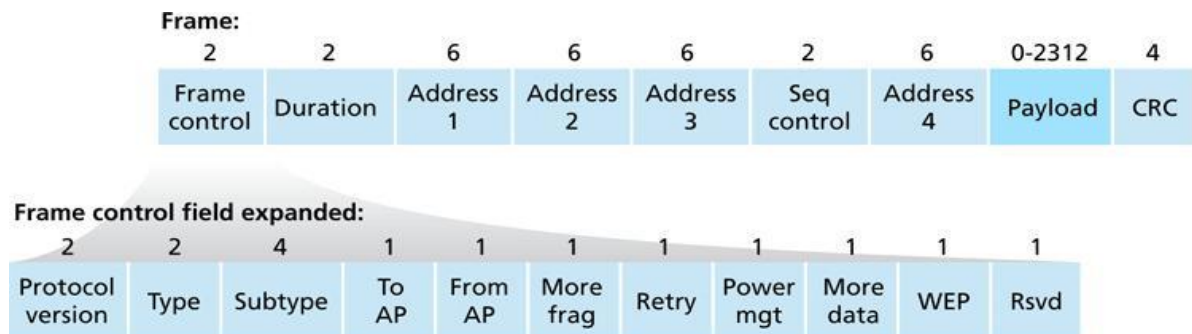 Frame:
2 2 6 6 6 2 6 0-2312 4
Frame control Duration Address 1 Address 2 Address 3 Seq control Address 4 Payload CRC
Frame control field expanded:
2 2 4 1 1 1 1 1 1 1 1
Protocol version Type Subtype To AP From AP More frag Retry Power mgt More data WEP Rsvd